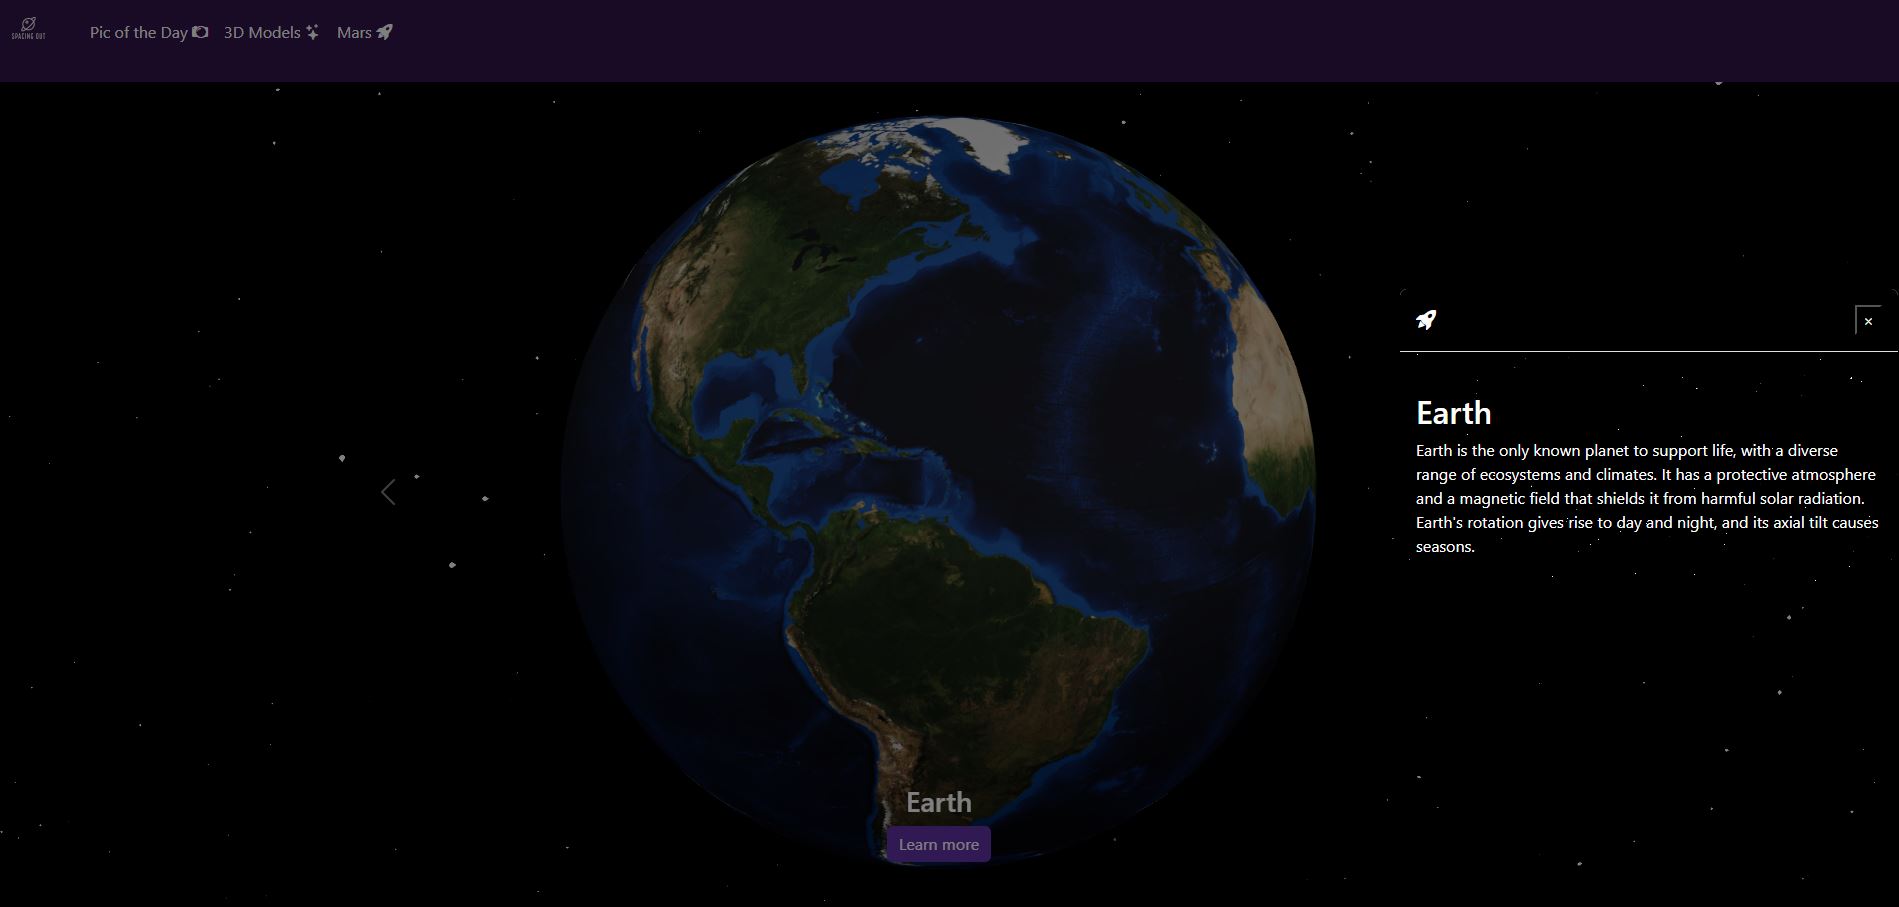 SPACING OUT
Pic of the Day
3D Models
Mars
×
Earth
Earth is the only known planet to support life, with a diverse
range of ecosystems and climates. It has a protective atmosphere
and a magnetic field that shields it from harmful solar radiation.
Earth's rotation gives rise to day and night, and its axial tilt causes
seasons.
Earth
Learn more